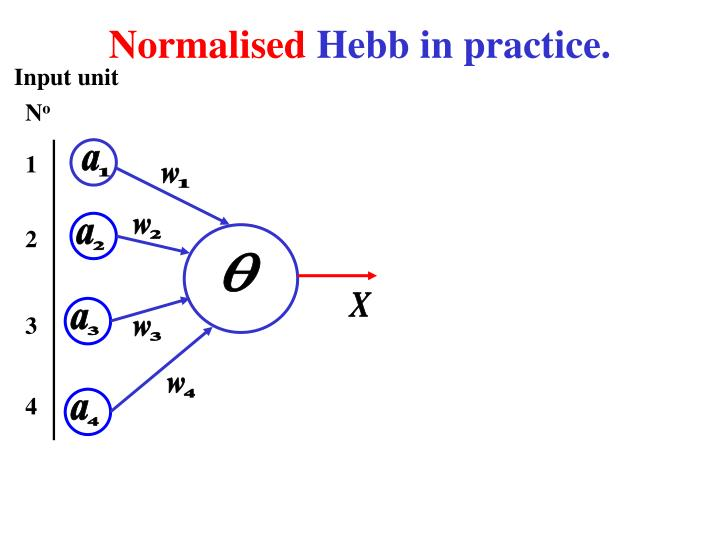 Normalised Hebb in practice.
Input unit
Nº
1
a1
w1
2
a2
w2
θ
X
3
a3
w3
w4
4
a4